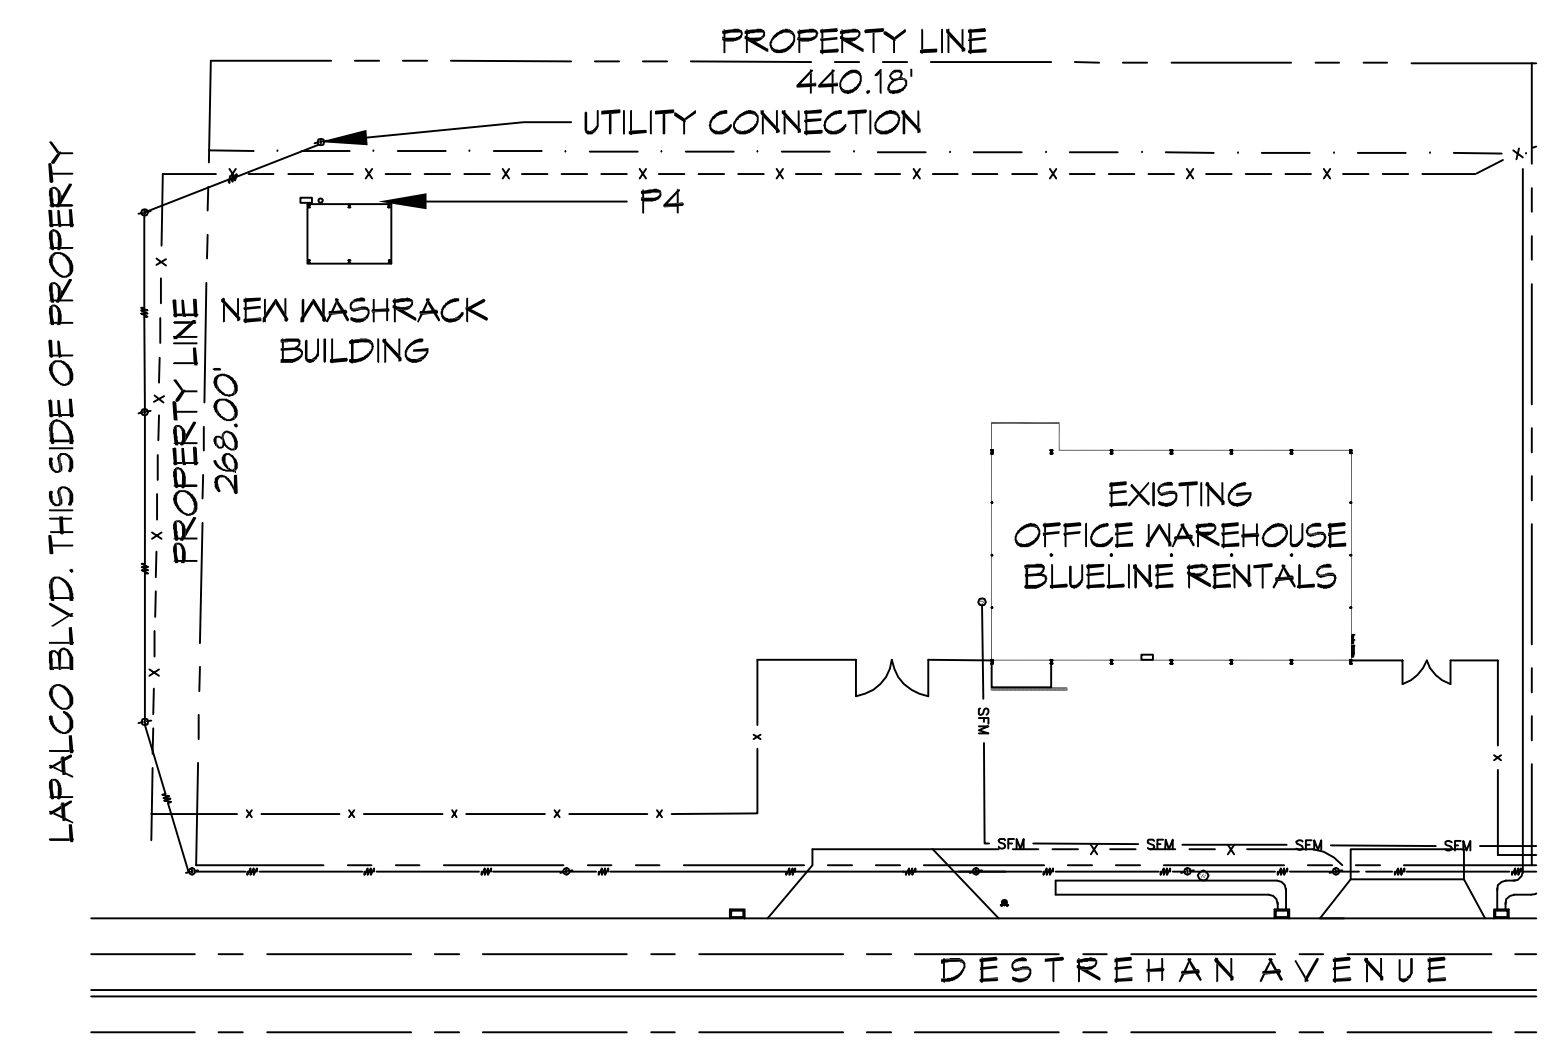 PROPERTY LINE
440.18'
UTILITY CONNECTION
P4
LAPALCO BLVD. THIS SIDE OF PROPERTY
PROPERTY LINE
268.00'
NEW WASHRACK
BUILDING
EXISTING
OFFICE WAREHOUSE
BLUELINE RENTALS
SFM
SFM
SFM
SFM
SFM
DESTREHAN AVENUE